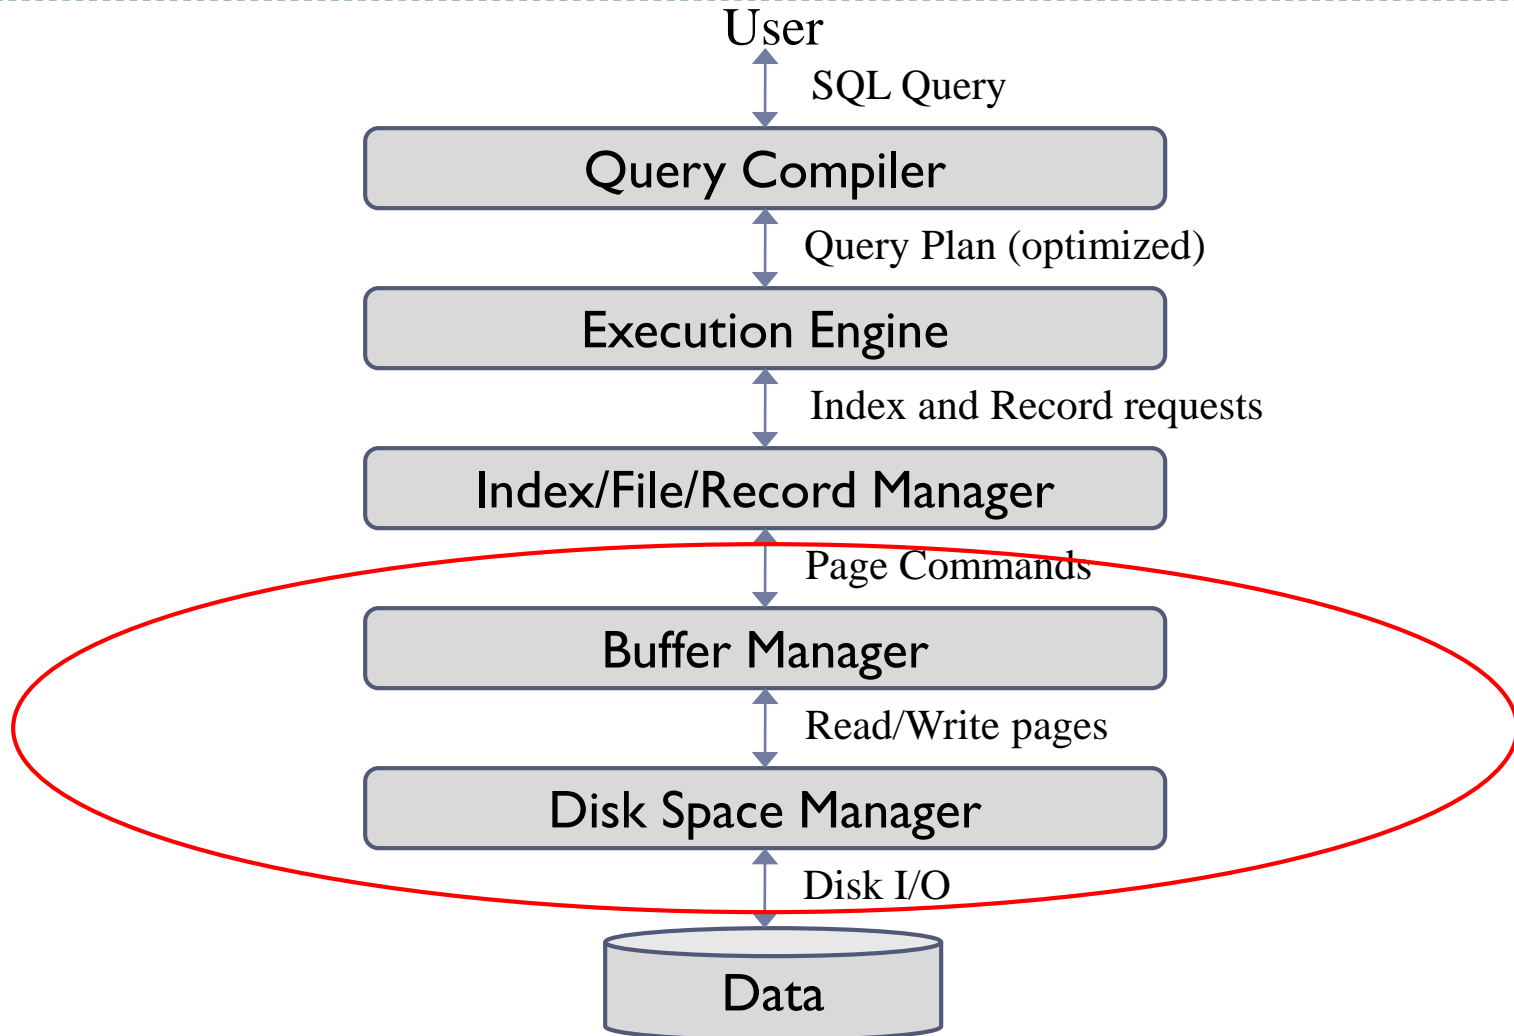 User
SQL Query
Query Compiler
Query Plan (optimized)
Execution Engine
Index and Record requests
Index/File/Record Manager
Page Commands
Buffer Manager
Read/Write pages
Disk Space Manager
Disk I/O
Data